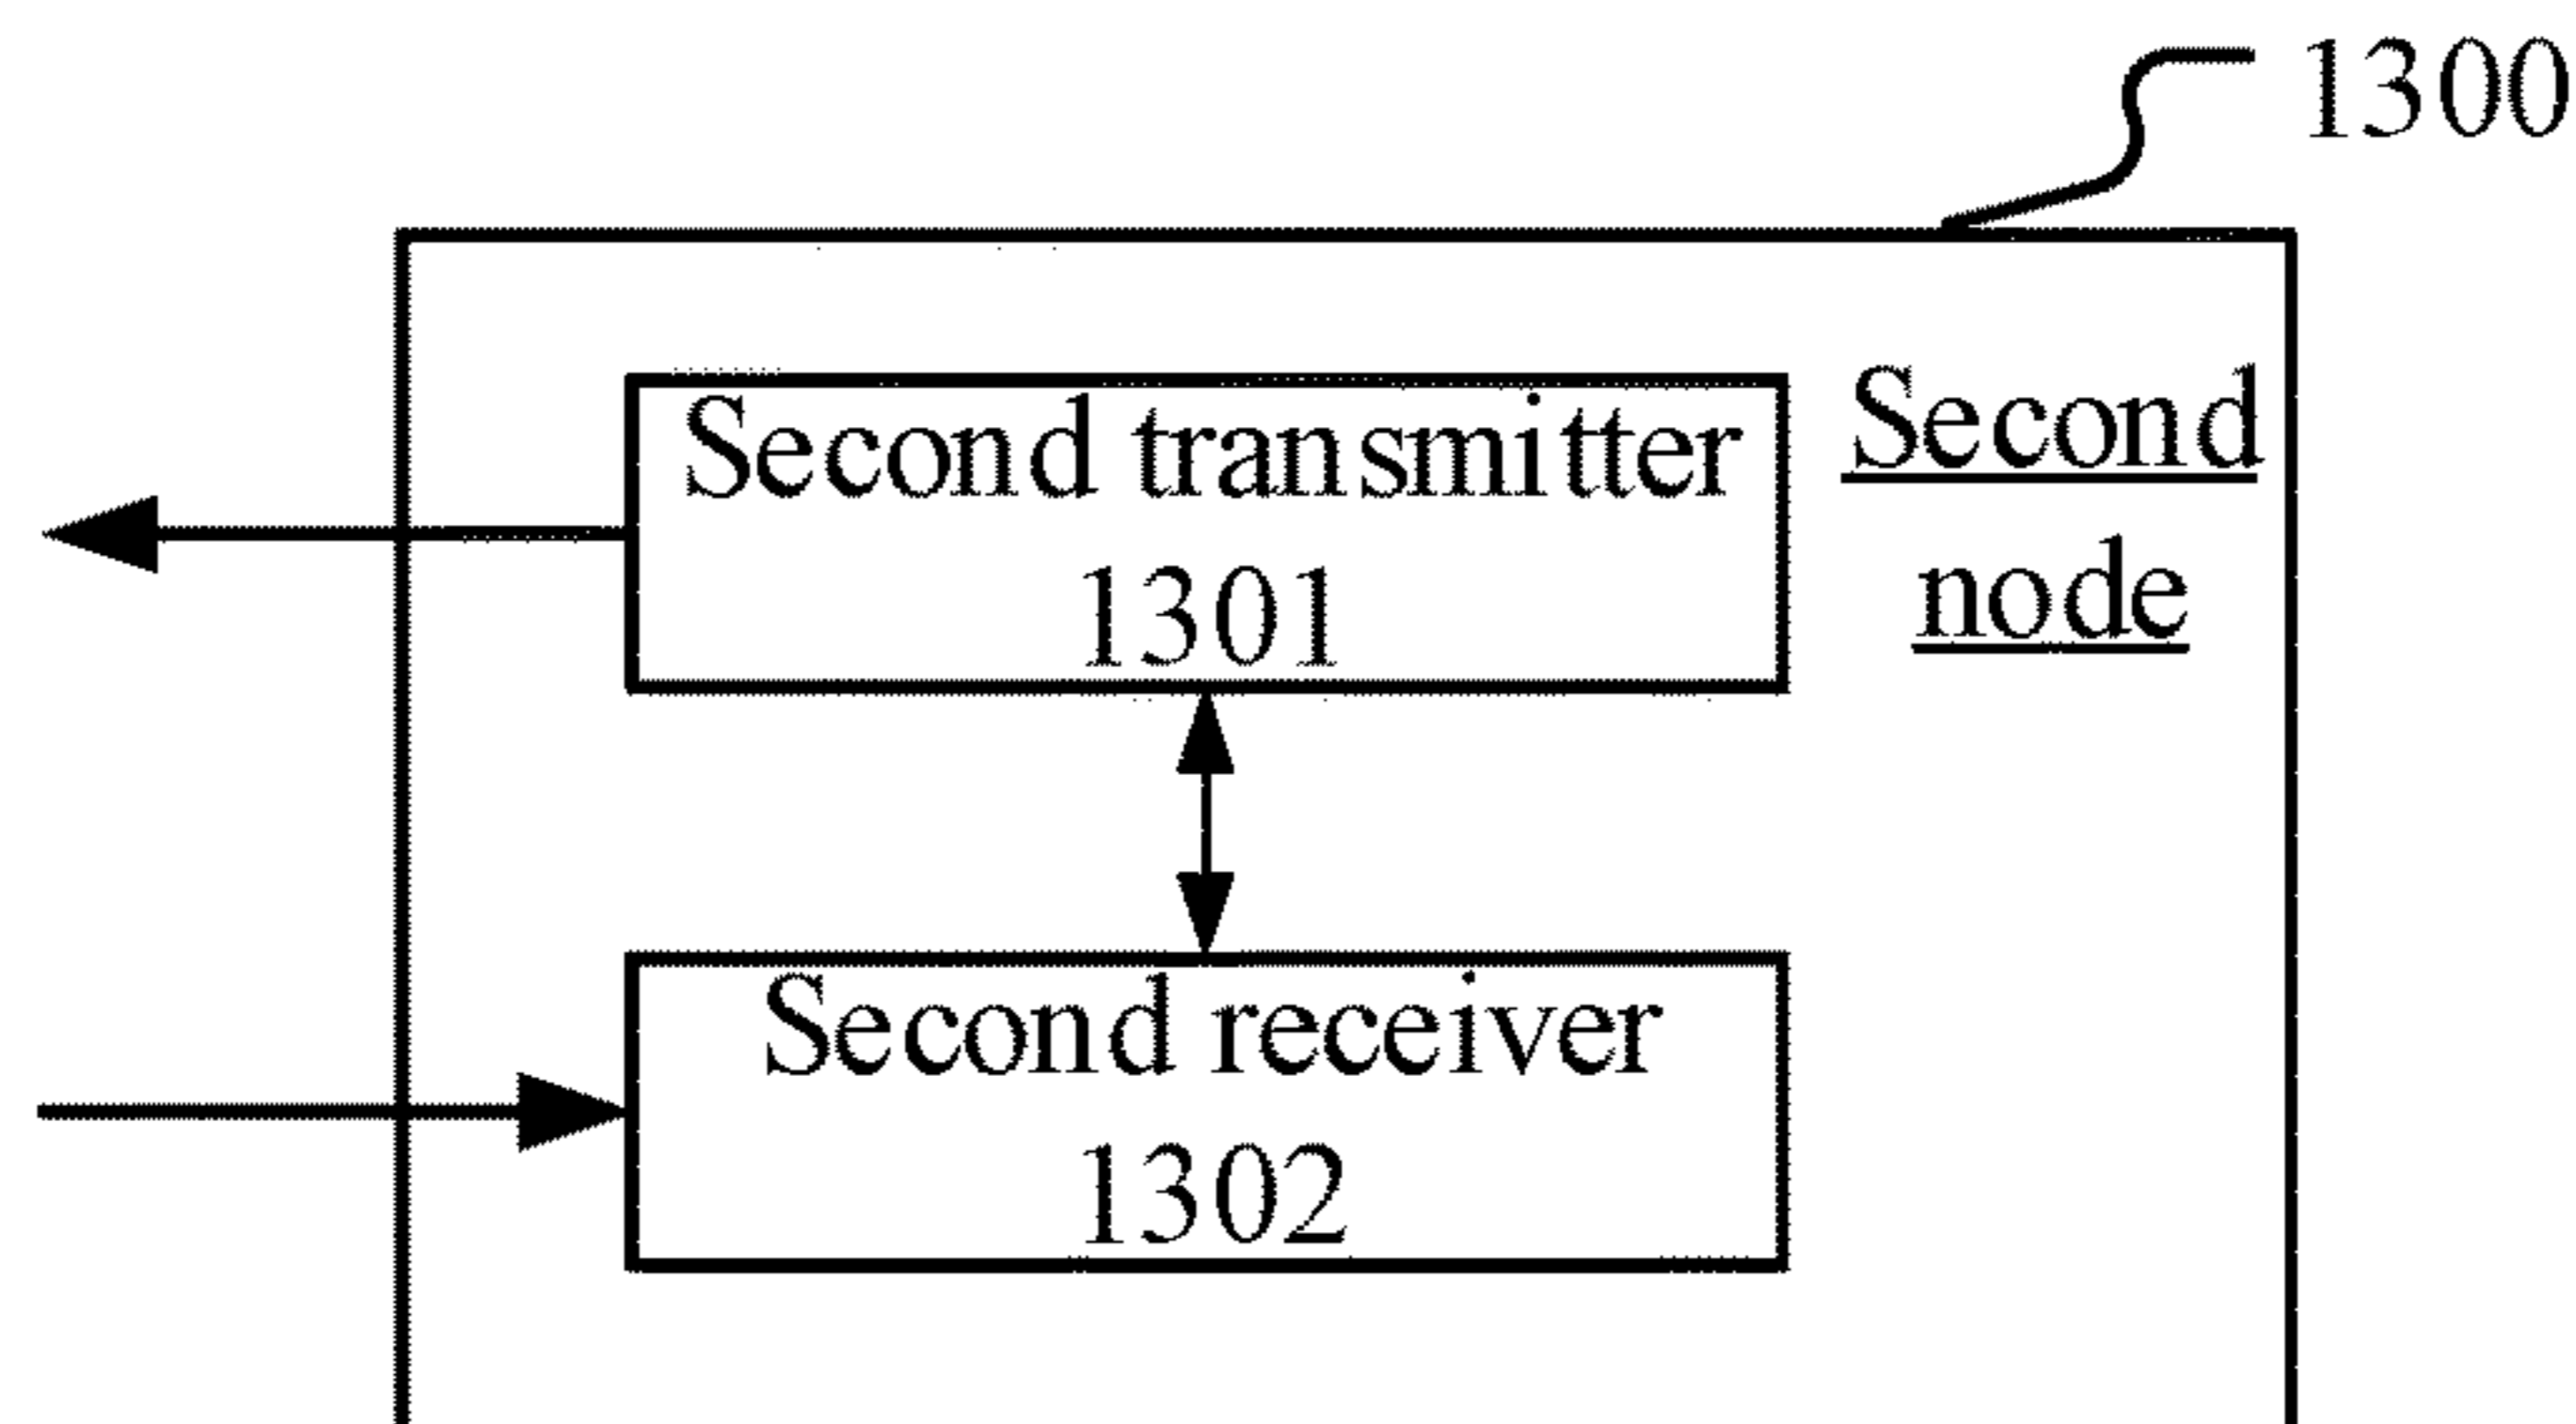 1300
Second transmitter
1301
Second
node
Second receiver
1302